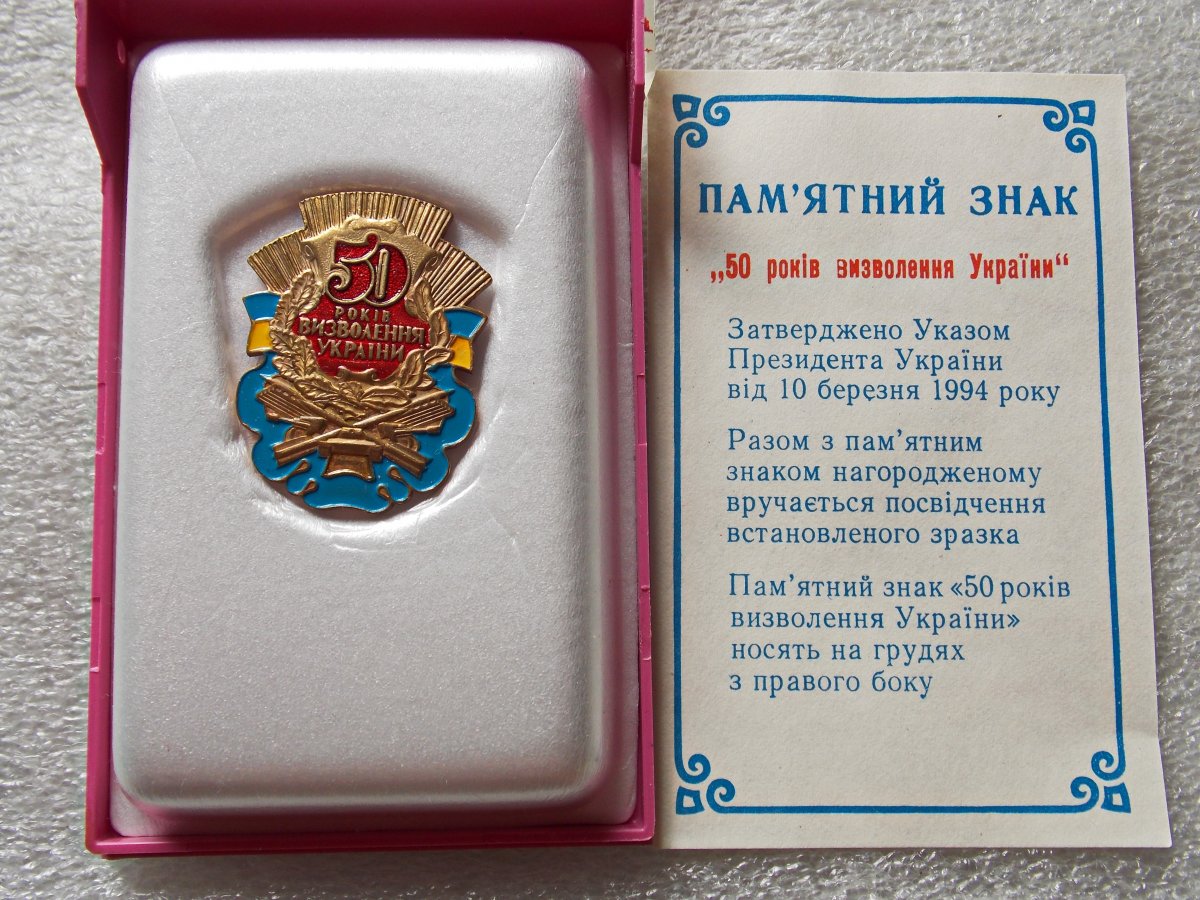 50
РОКІВ
ВИЗВОЛЕННЯ
УКРАЇНИ
ПАМ'ЯТНИЙ ЗНАК
„50 років визволення України“
Затверджено Указом
Президента України
від 10 березня 1994 року
Разом з пам'ятним
знаком нагородженому
вручається посвідчення
встановленого зразка
Пам'ятний знак «50 років
визволення України»
носять на грудях
з правого боку